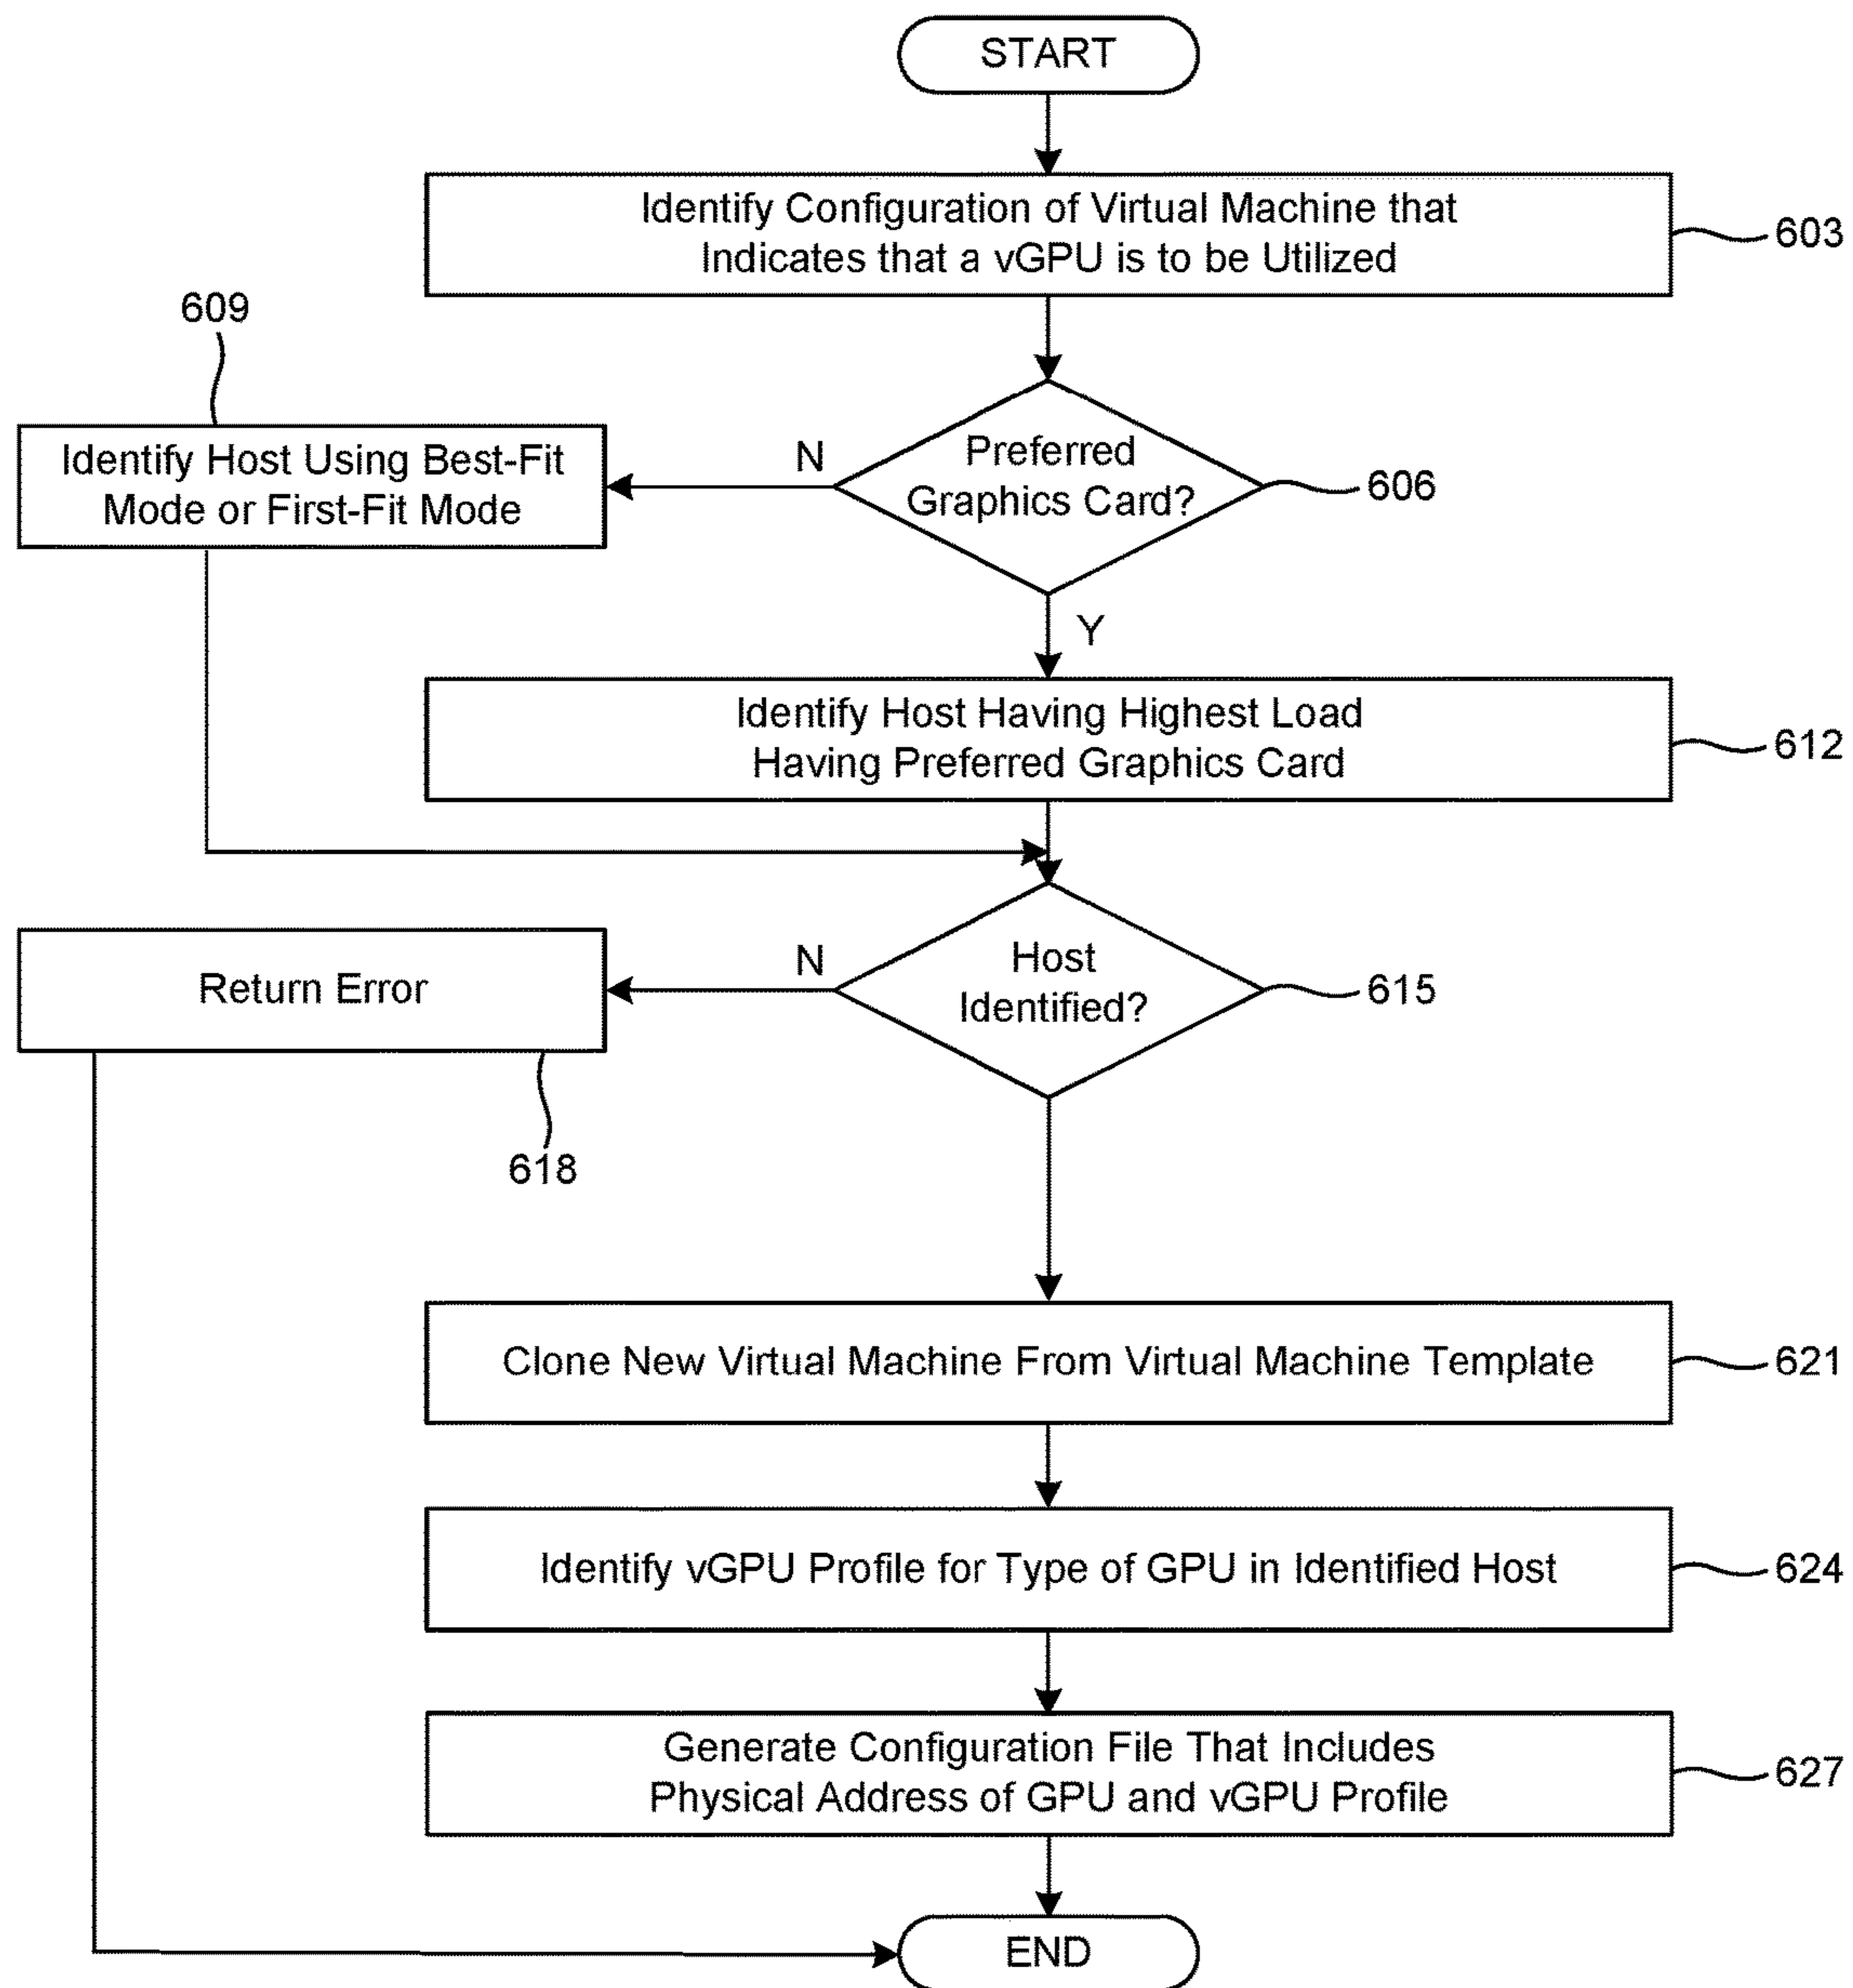 START
Identify Configuration of Virtual Machine that
Indicates that a vGPU is to be Utilized
603
609
Identify Host Using Best-Fit
Mode or First-Fit Mode
N
Preferred
Graphics Card?
606
Y
Identify Host Having Highest Load
Having Preferred Graphics Card
612
Return Error
N
Host
Identified?
615
618
Clone New Virtual Machine From Virtual Machine Template
621
Identify vGPU Profile for Type of GPU in Identified Host
624
Generate Configuration File That Includes
Physical Address of GPU and vGPU Profile
627
END